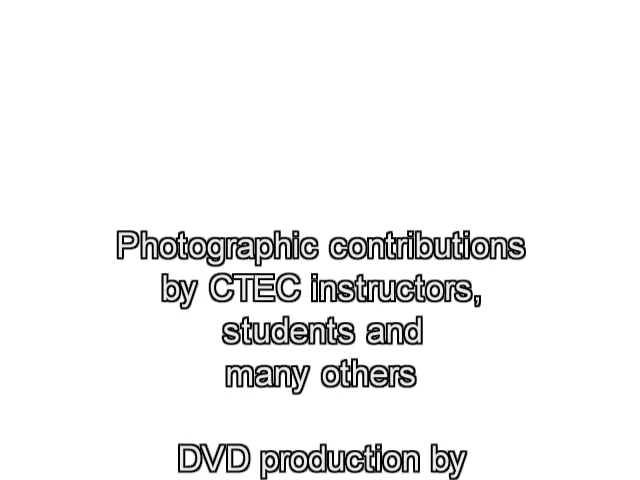 Photographic contributions
by CTEC instructors,
students and
many others
DVD production by